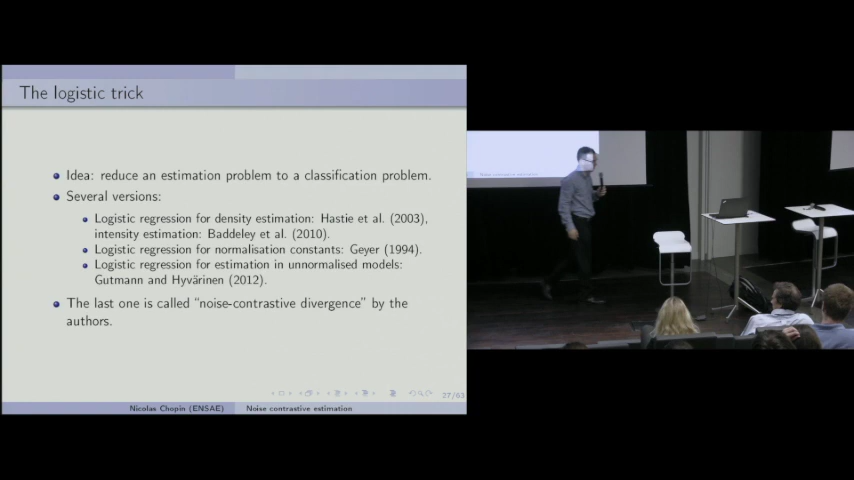 The logistic trick
Idea: reduce an estimation problem to a classification problem.
Several versions:
Logistic regression for density estimation: Hastie et al. (2003),
intensity estimation: Baddeley et al. (2010).
Logistic regression for normalisation constants: Geyer (1994).
Logistic regression for estimation in unnormalised models:
Gutmann and Hyvärinen (2012).
The last one is called “noise-contrastive divergence” by the
authors.
27/63
Nicolas Chopin (ENSAE) Noise contrastive estimation
Noise contrastive estimation